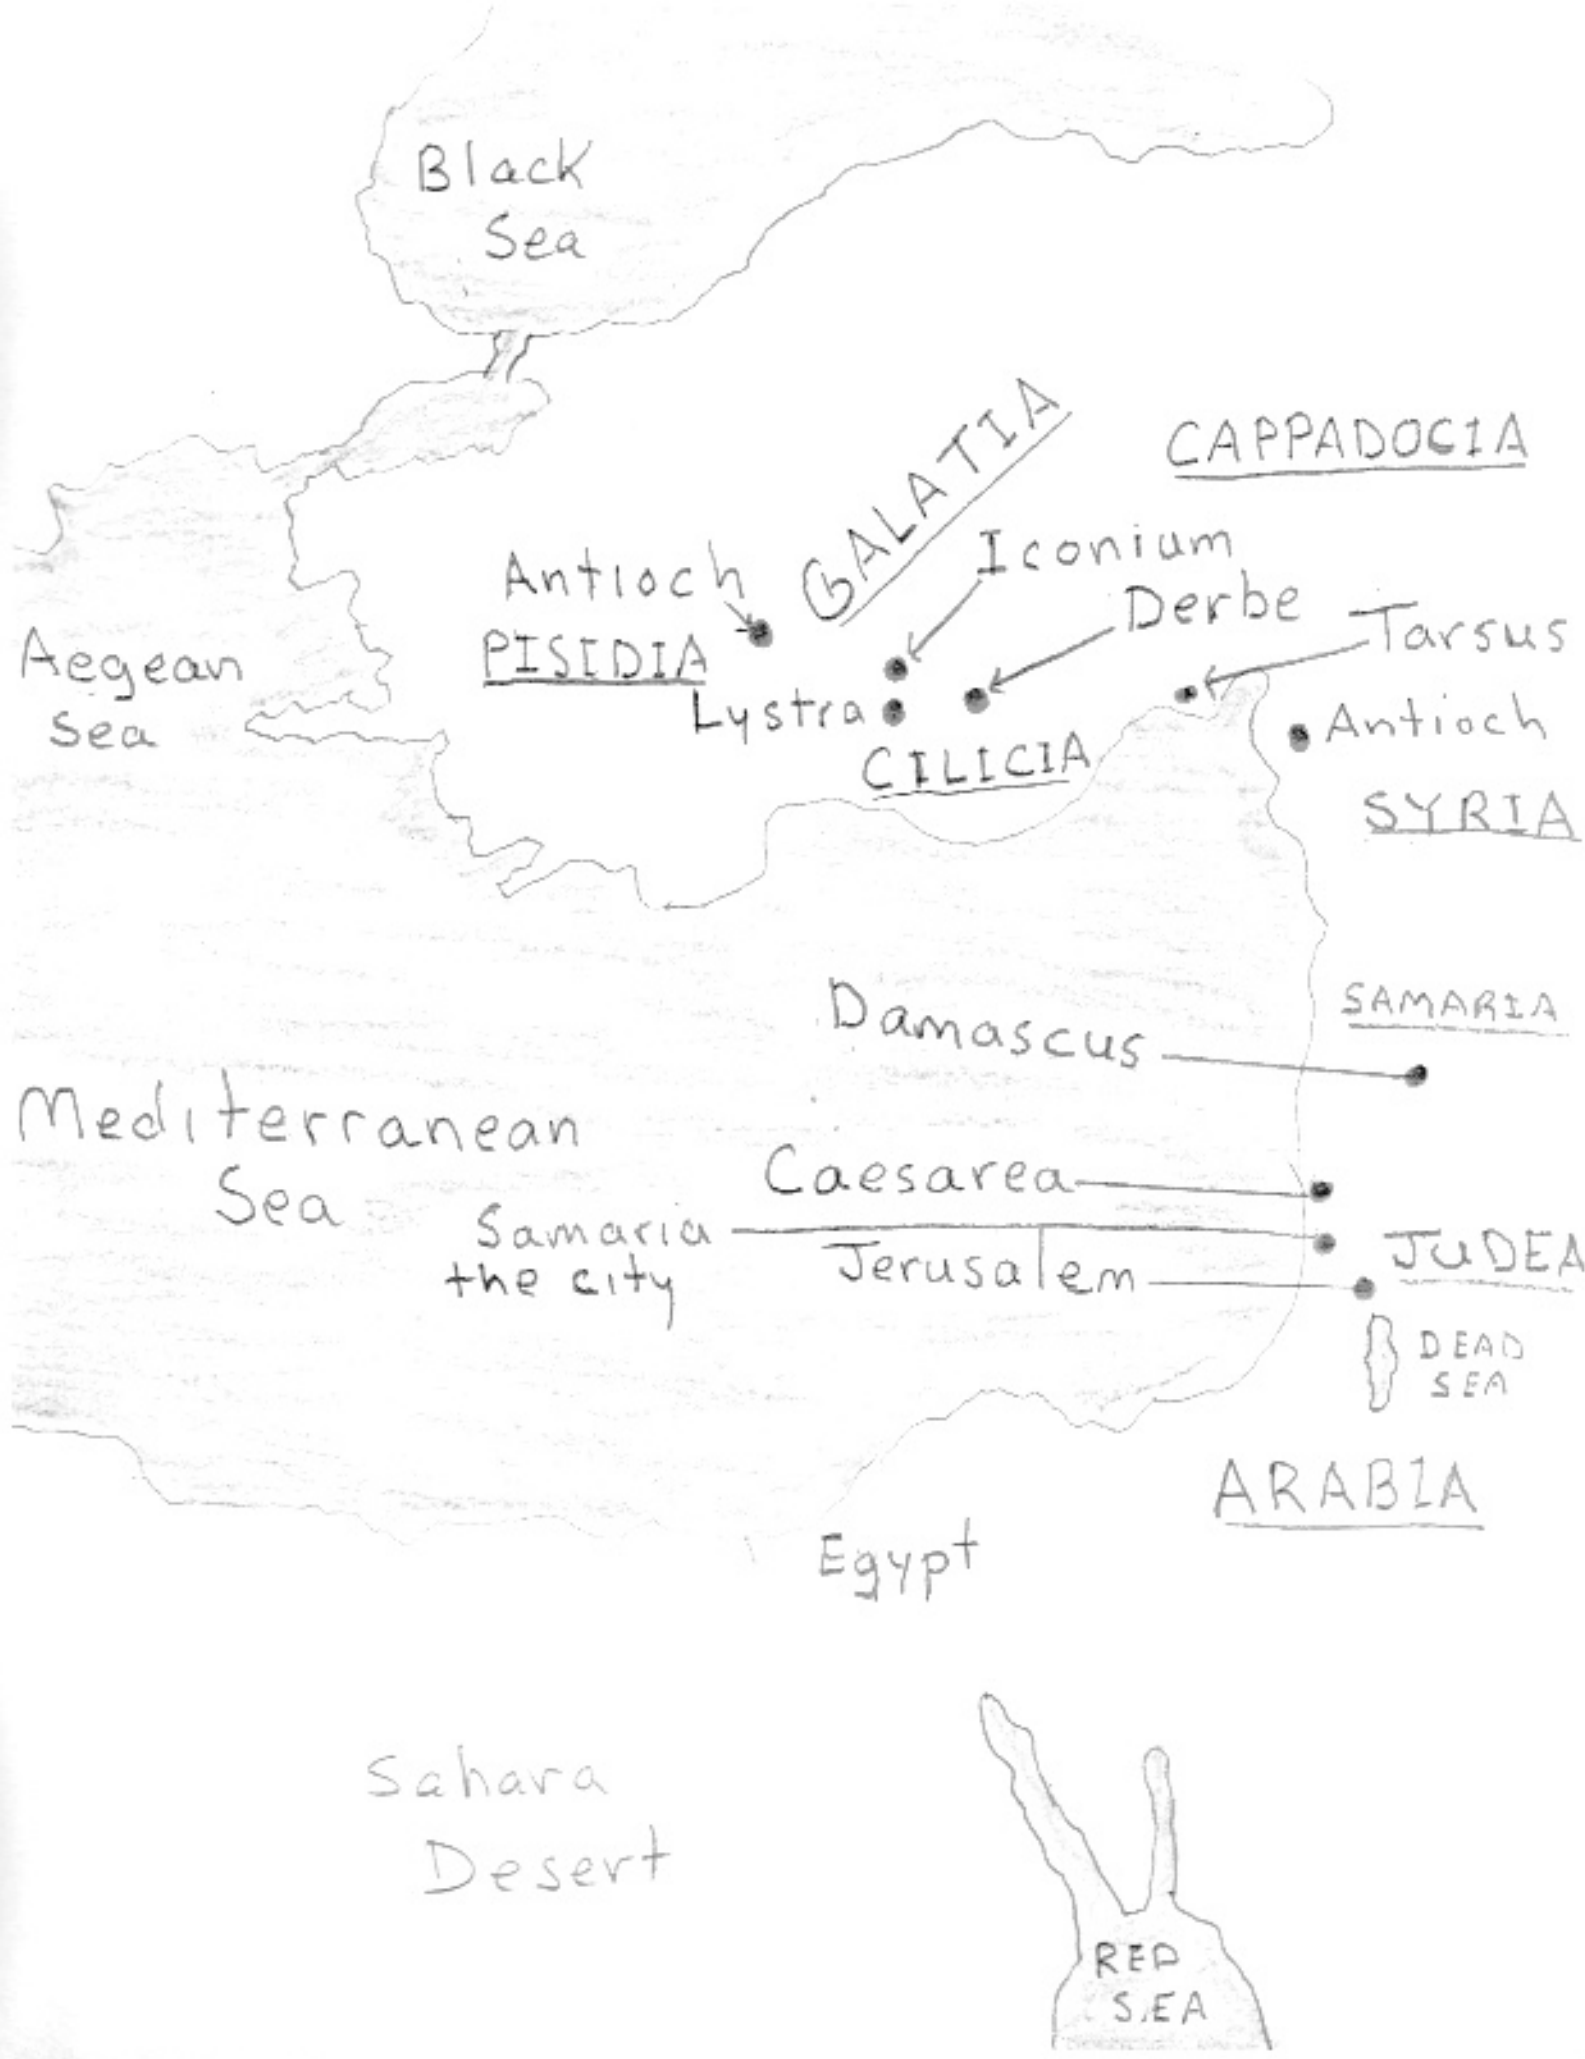 Black
Sea
GALATIA
CAPPADOCIA
Iconium
Antioch
Derbe
Tarsus
Aegean
Sea
PISIDIA
Lystra
Antioch
CILICIA
SYRIA
Damascus
SAMARIA
Mediterranean
Sea
Caesarea
Samaria
the city
Jerusalem
JUDEA
DEAD
SEA
ARABIA
Egypt
Sahara
Desert
RED
SEA